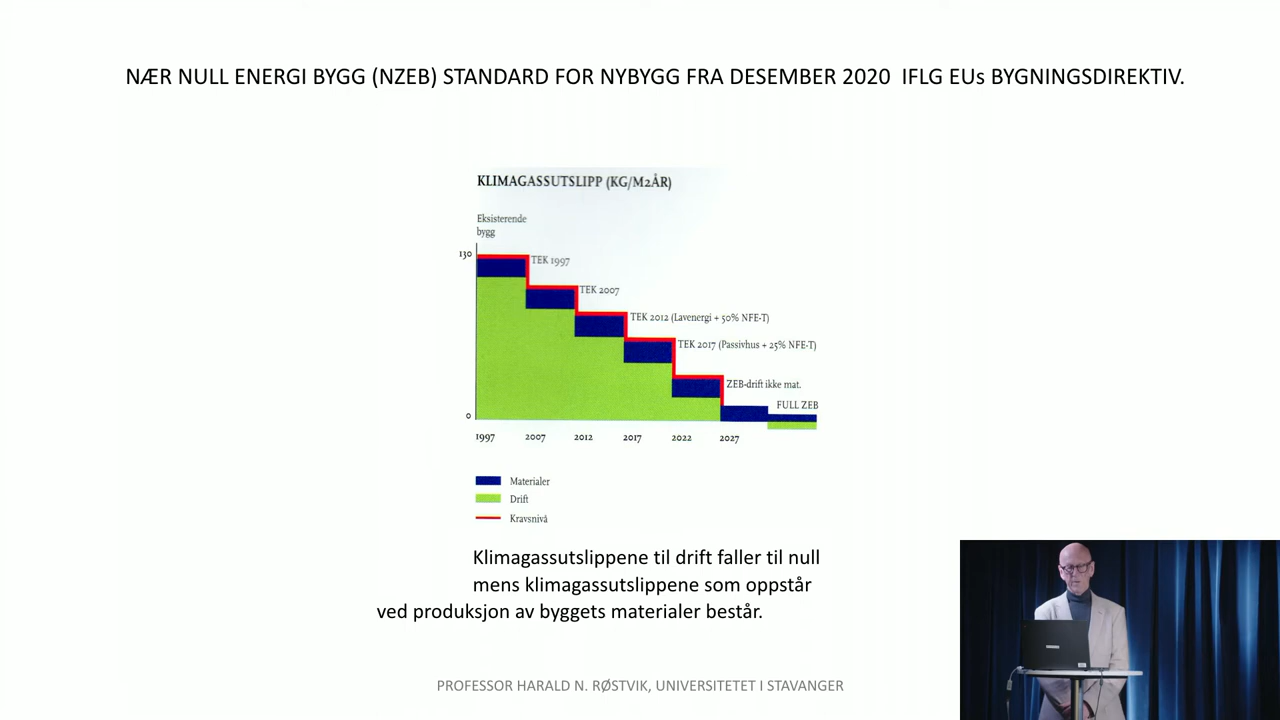 NÆR NULL ENERGI BYGG (NZEB) STANDARD FOR NYBYGG FRA DESEMBER 2020  IFLG EUs BYGNINGSDIREKTIV.
KLIMAGASSUTSLIPP (KG/M2ÅR)
Eksisterende
bygg
130
TEK 1997
TEK 2007
TEK 2012 (Lavenergi + 50% NFE-T)
TEK 2017 (Passivhus + 25% NFE-T)
ZEB-drift ikke mat.
FULL ZEB
0
1997 2007 2012 2017 2022 2027
Materialer
Drift
Kravsnivå
Klimagassutslippene til drift faller til null
mens klimagassutslippene som oppstår
ved produksjon av byggets materialer består.
PROFESSOR HARALD N. RØSTVIK, UNIVERSITETET I STAVANGER